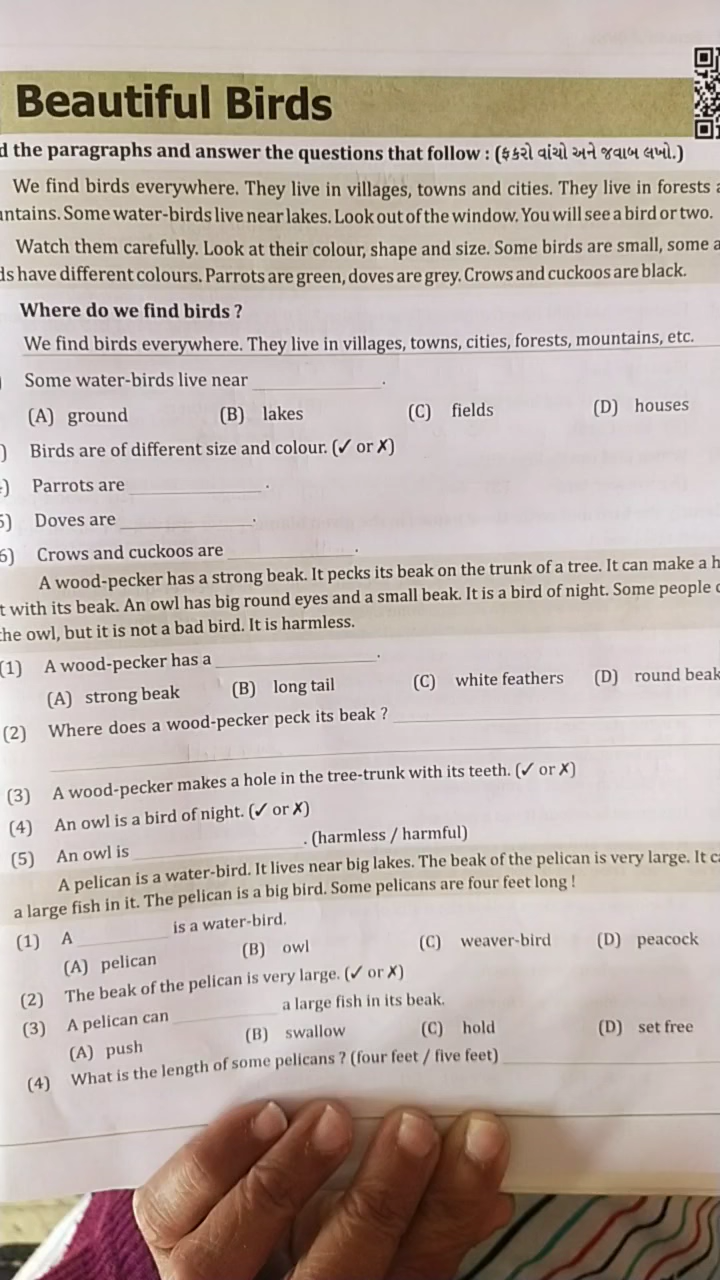 Beautiful Birds
the paragraphs and answer the questions that follow : (ફકરો વાંચો અને જવાબ લખો.)
We find birds everywhere. They live in villages, towns and cities. They live in forests
Some water-birds live near lakes. Look out of the window. You will see a bird or two.
Watch them carefully. Look at their colour, shape and size. Some birds are small, some
have different colours. Parrots are green, doves are grey. Crows and cuckoos are black.
Where do we find birds ?
We find birds everywhere. They live in villages, towns, cities, forests, mountains, etc.
Some water-birds live near ____________.
(A) ground (B) lakes (C) fields (D) houses
) Birds are of different size and colour. (✓ or ✗)
) Parrots are ____________.
5) Doves are ____________.
6) Crows and cuckoos are ____________.
A wood-pecker has a strong beak. It pecks its beak on the trunk of a tree. It can make a
with its beak. An owl has big round eyes and a small beak. It is a bird of night. Some people
the owl, but it is not a bad bird. It is harmless.
(1) A wood-pecker has a ____________.
(A) strong beak (B) long tail (C) white feathers (D) round beak
(2) Where does a wood-pecker peck its beak ? ____________
(3) A wood-pecker makes a hole in the tree-trunk with its teeth. (✓ or ✗)
(4) An owl is a bird of night. (✓ or ✗)
(5) An owl is ____________. (harmless / harmful)
A pelican is a water-bird. It lives near big lakes. The beak of the pelican is very large. It
a large fish in it. The pelican is a big bird. Some pelicans are four feet long !
(1) A ____________ is a water-bird.
(A) pelican (B) owl (C) weaver-bird (D) peacock
(2) The beak of the pelican is very large. (✓ or ✗)
(3) A pelican can ____________ a large fish in its beak.
(A) push (B) swallow (C) hold (D) set free
(4) What is the length of some pelicans ? (four feet / five feet) ____________